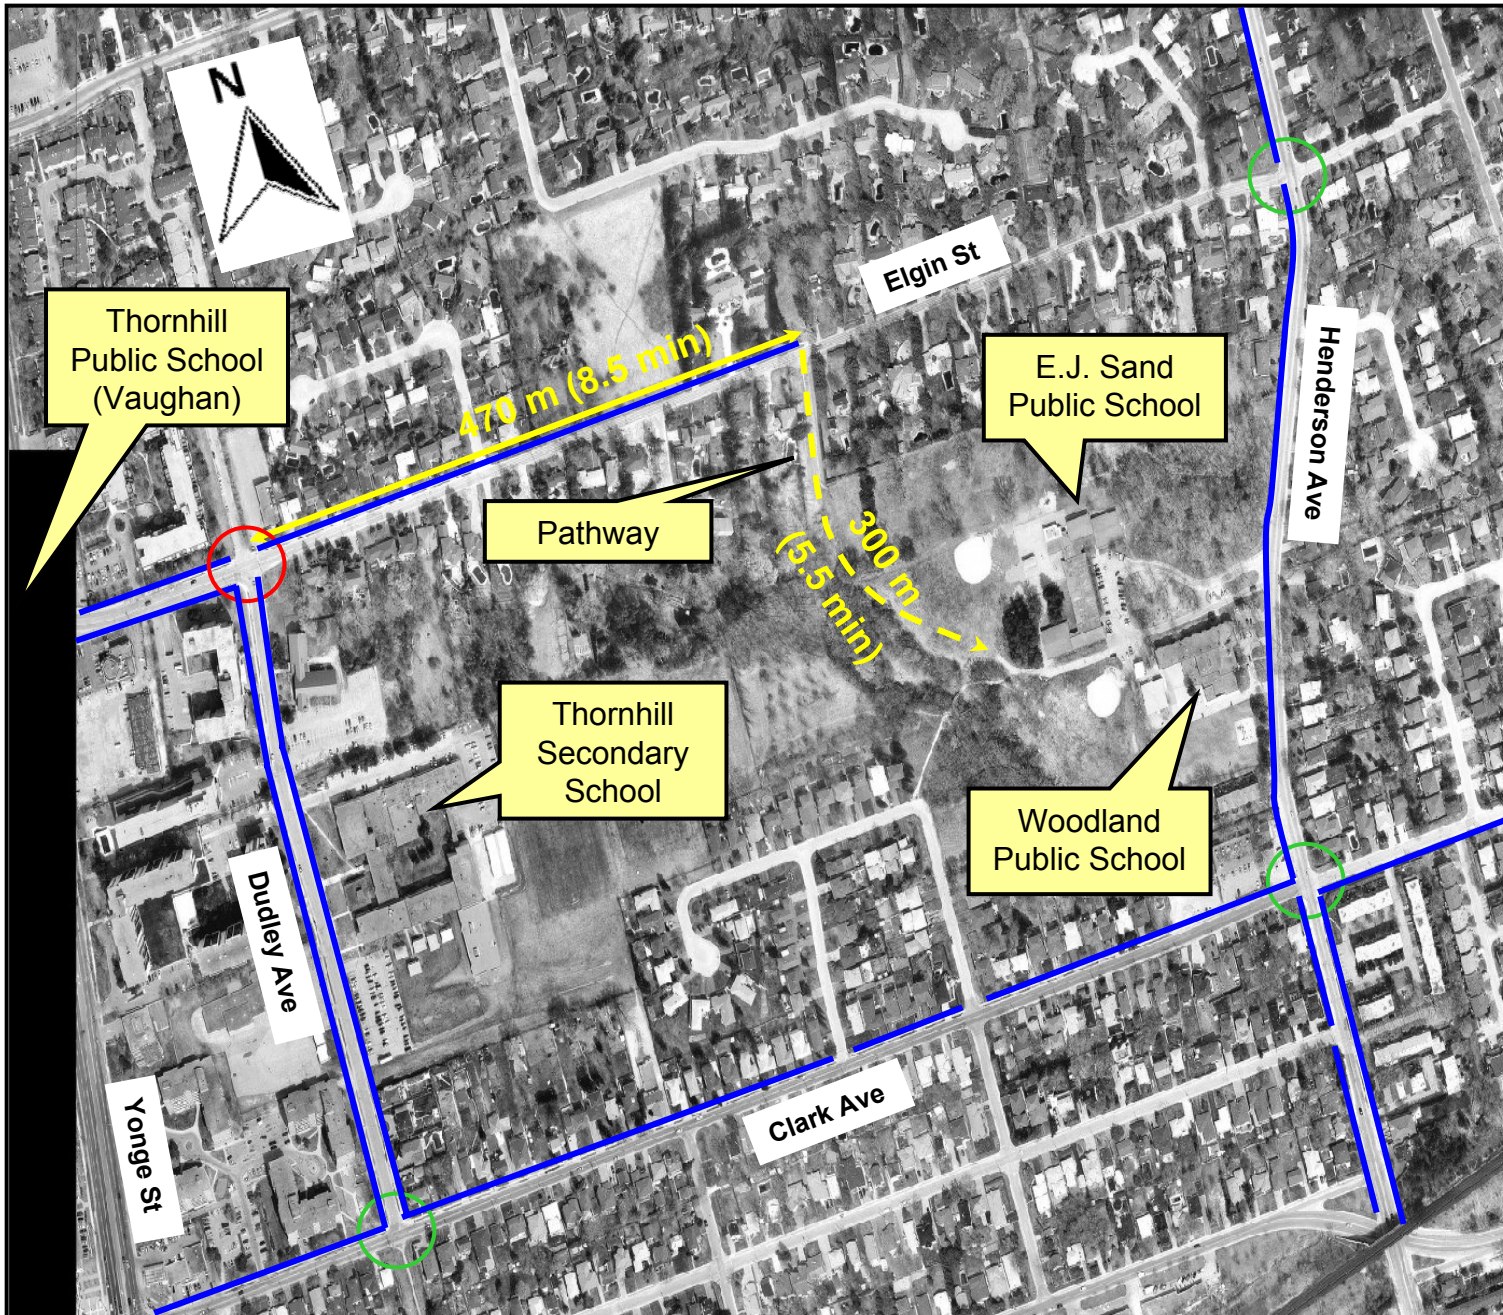 N
Thornhill
Public School
(Vaughan)
Elgin St
470 m (8.5 min)
E.J. Sand
Public School
Henderson Ave
Pathway
300 m
(5.5 min)
Thornhill
Secondary
School
Woodland
Public School
Dudley Ave
Clark Ave
Yonge St